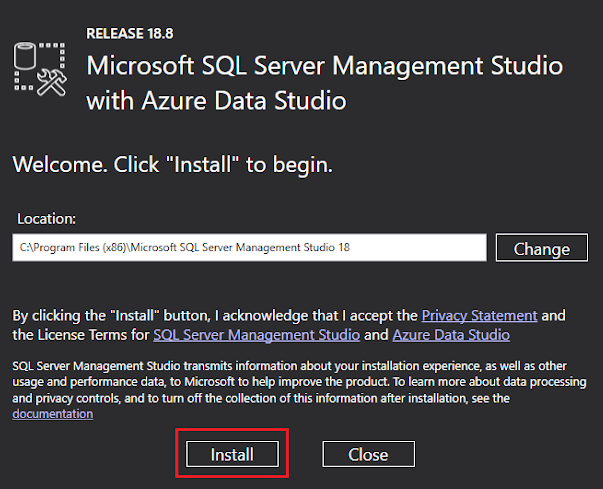 RELEASE 18.8
Microsoft SQL Server Management Studio
with Azure Data Studio
Welcome. Click "Install" to begin.
Location:
C:\Program Files (x86)\Microsoft SQL Server Management Studio 18
Change
By clicking the "Install" button, I acknowledge that I accept the Privacy Statement and
the License Terms for SQL Server Management Studio and Azure Data Studio
SQL Server Management Studio transmits information about your installation experience, as well as other
usage and performance data, to Microsoft to help improve the product. To learn more about data processing
and privacy controls, and to turn off the collection of this information after installation, see the
documentation
Install
Close